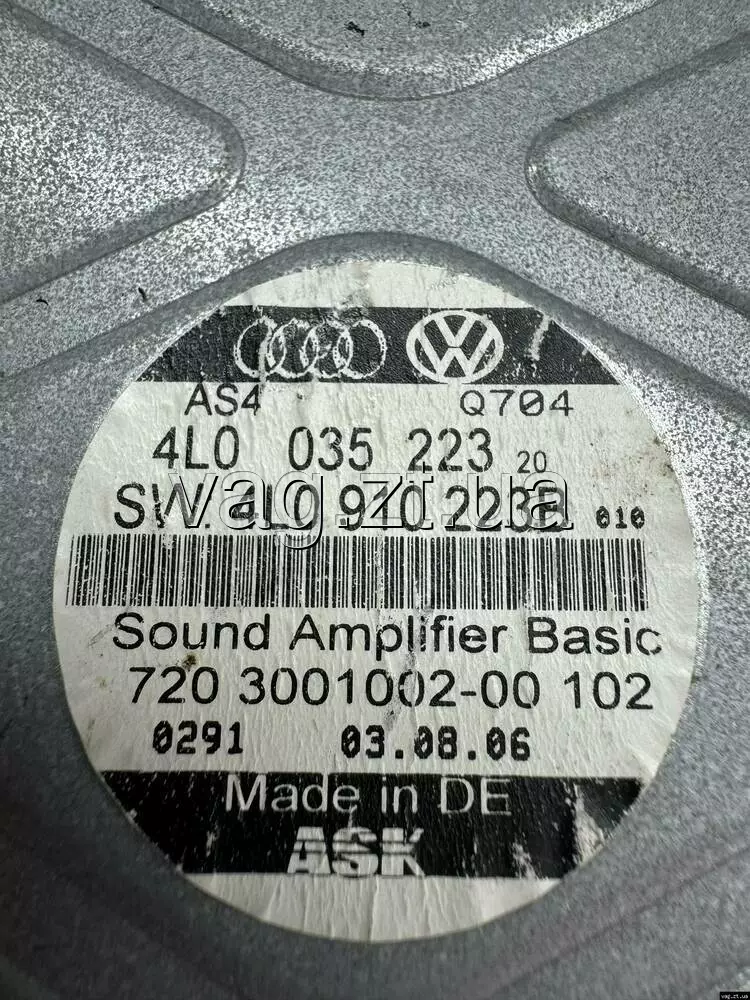 AS4 Q704
4L0 035 223 20
SW: 4L0 910 223B 010
vag.zt.ua
Sound Amplifier Basic
720 3001002-00 102
0291 03.08.06
Made in DE
ASK
vag.zt.ua